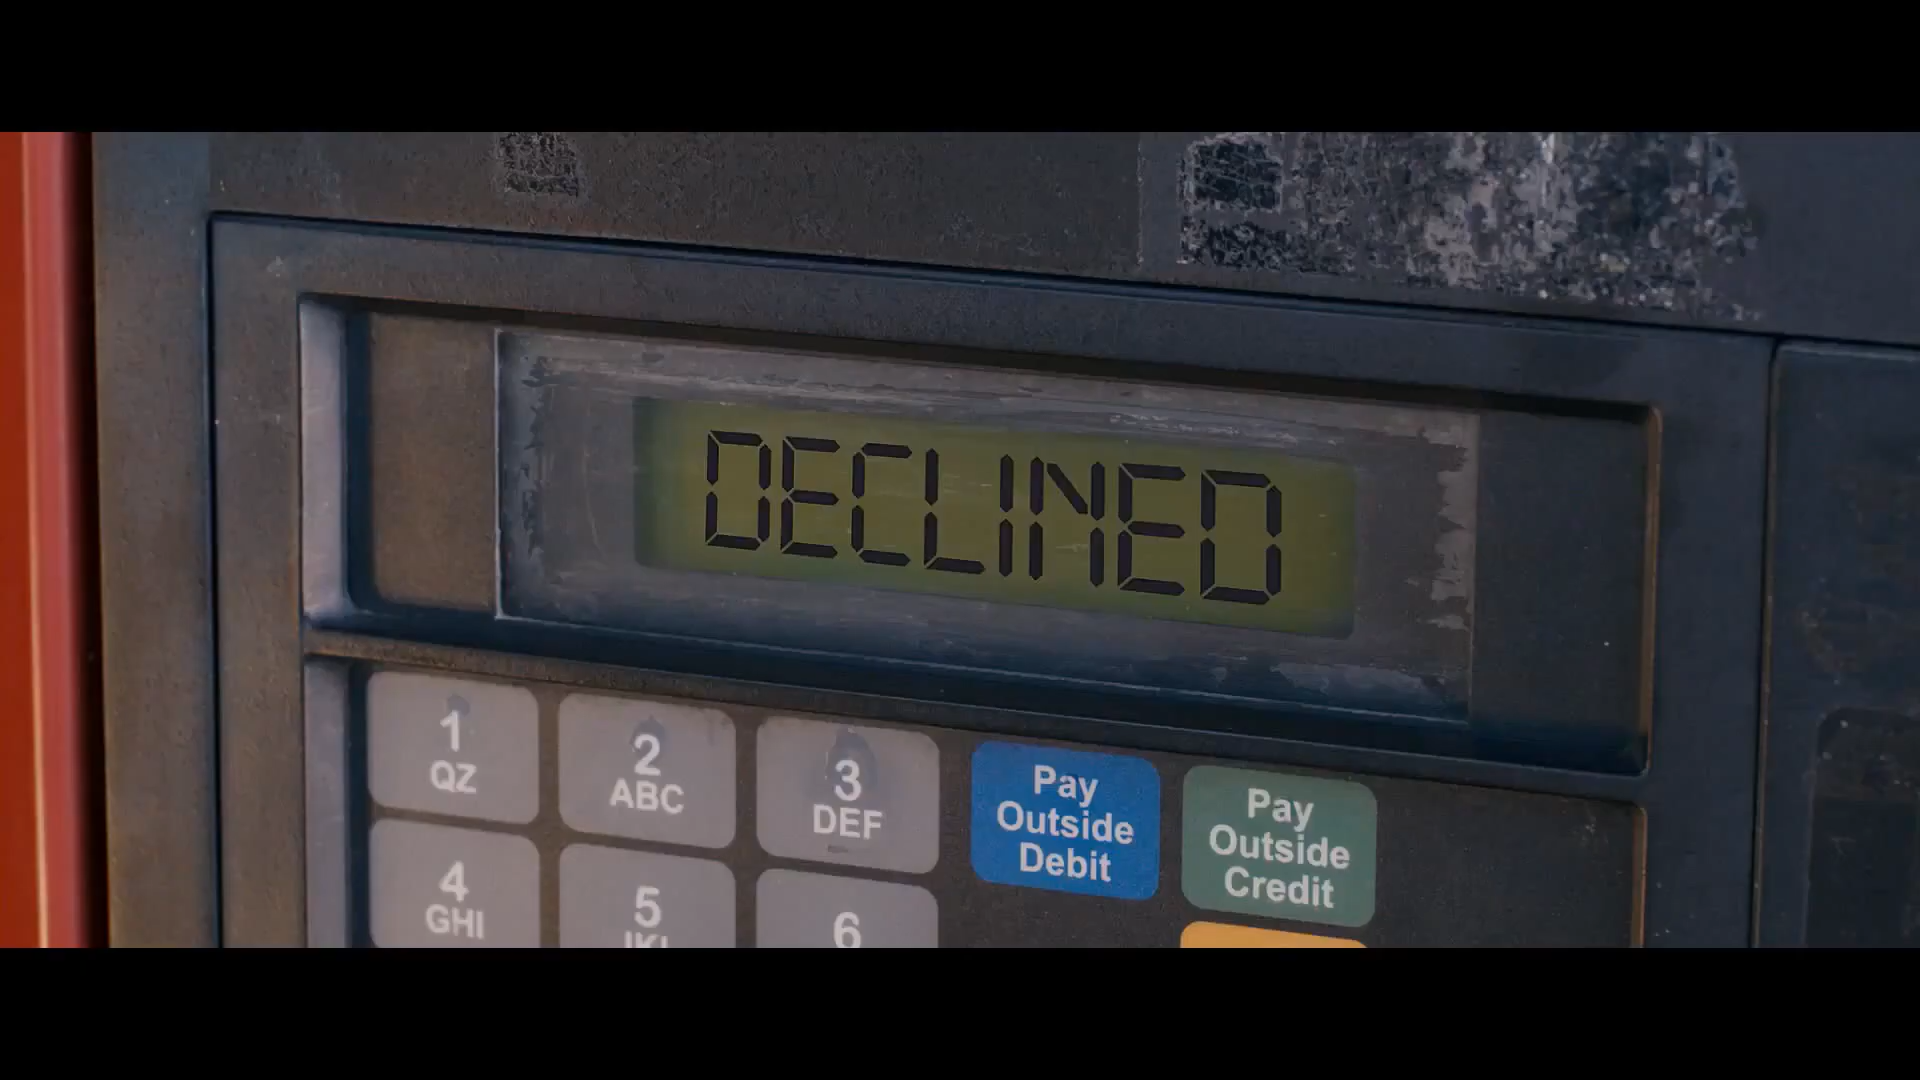 DECLINED
1
QZ
2
ABC
3
DEF
Pay
Outside
Debit
Pay
Outside
Credit
4
GHI
5
6